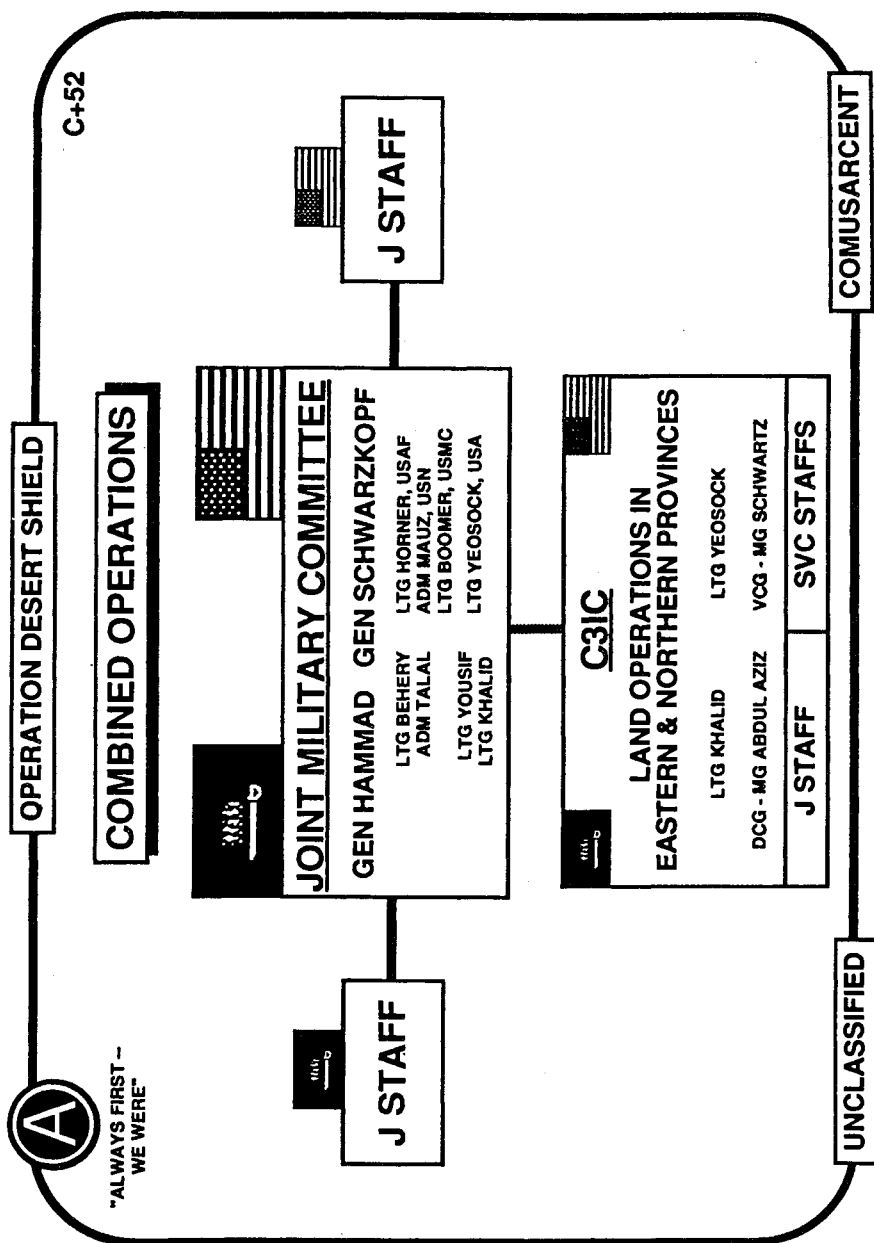 OPERATION DESERT SHIELD
A
"ALWAYS FIRST –
WE WERE"
C+52
COMBINED OPERATIONS
J STAFF
JOINT MILITARY COMMITTEE
GEN HAMMAD GEN SCHWARZKOPF
LTG BEHERY
ADM TALAL
LTG YOUSIF
LTG KHALID
LTG HORNER, USAF
ADM MAUZ, USN
LTG BOOMER, USMC
LTG YEOSOCK, USA
J STAFF
C3IC
LAND OPERATIONS IN
EASTERN & NORTHERN PROVINCES
LTG KHALID LTG YEOSOCK
DCG - MG ABDUL AZIZ VCG - MG SCHWARTZ
J STAFF SVC STAFFS
UNCLASSIFIED
COMUSARCENT